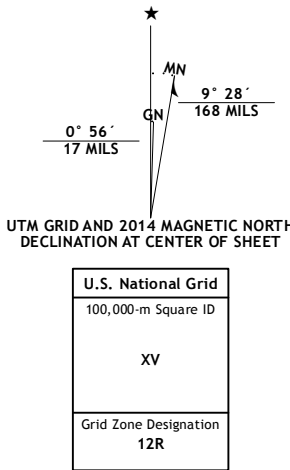 MN
9° 28´
168 MILS
GN
0° 56´
17 MILS
UTM GRID AND 2014 MAGNETIC NORTH
DECLINATION AT CENTER OF SHEET
U.S. National Grid
100,000-m Square ID
XV
Grid Zone Designation
12R